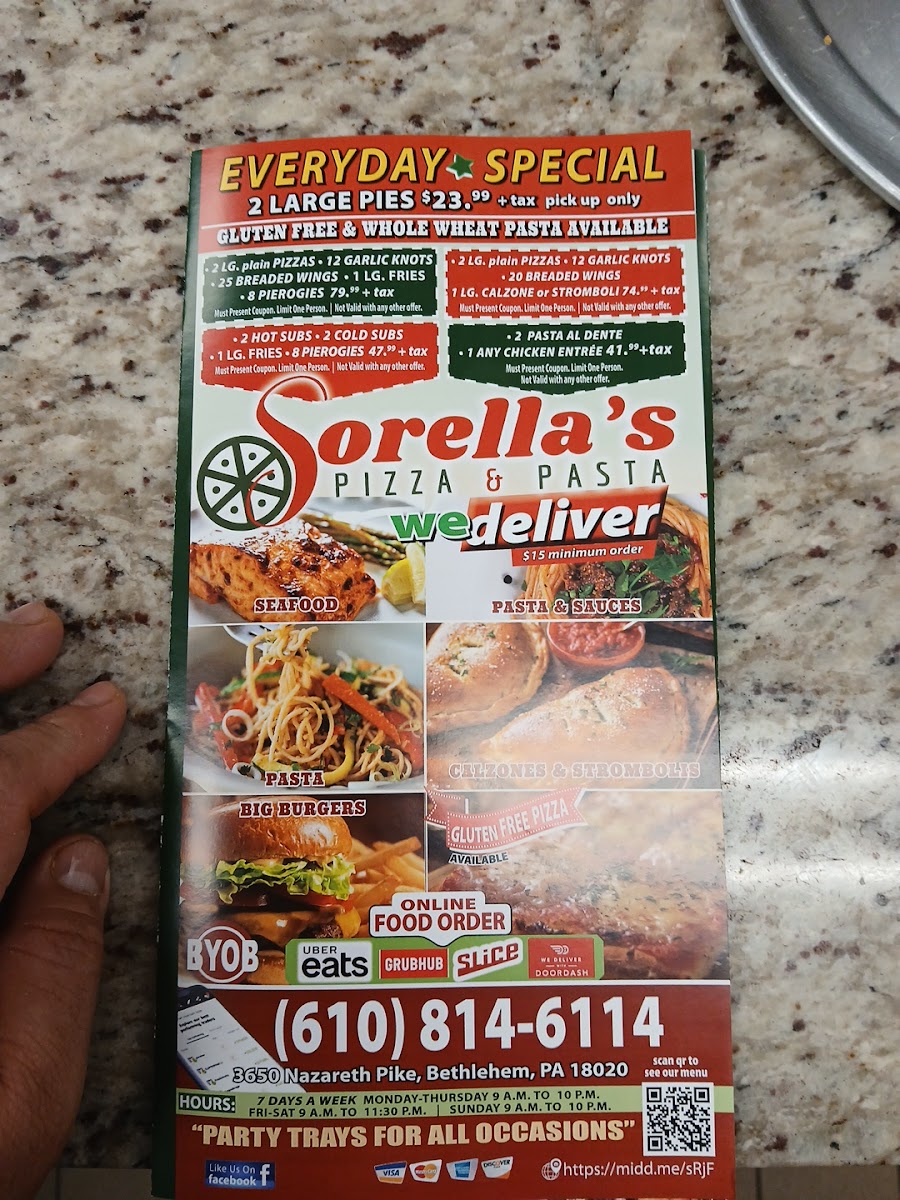 EVERYDAY SPECIAL
2 LARGE PIES $23.99 + tax pick up only
GLUTEN FREE & WHOLE WHEAT PASTA AVAILABLE
• 2 LG. plain PIZZAS • 12 GARLIC KNOTS
• 25 BREADED WINGS • 1 LG. FRIES
• 8 PIEROGIES 79.99 + tax
Must Present Coupon. Limit One Person. | Not Valid with any other offer.
• 2 LG. plain PIZZAS • 12 GARLIC KNOTS
• 20 BREADED WINGS
1 LG. CALZONE or STROMBOLI 74.99 + tax
Must Present Coupon. Limit One Person. | Not Valid with any other offer.
• 2 HOT SUBS • 2 COLD SUBS
• 1 LG. FRIES • 8 PIEROGIES 47.99 + tax
Must Present Coupon. Limit One Person. | Not Valid with any other offer.
• 2 PASTA AL DENTE
• 1 ANY CHICKEN ENTRÉE 41.99+tax
Must Present Coupon. Limit One Person.
Not Valid with any other offer.
Sorella's
PIZZA & PASTA
we deliver
$15 minimum order
SEAFOOD
PASTA & SAUCES
PASTA
CALZONES & STROMBOLIS
BIG BURGERS
GLUTEN FREE PIZZA
AVAILABLE
ONLINE
FOOD ORDER
BYOB
UBER
eats
GRUBHUB
SLICE
WE DELIVER
WITH
DOORDASH
(610) 814-6114
3650 Nazareth Pike, Bethlehem, PA 18020
scan qr to
see our menu
HOURS:
7 DAYS A WEEK MONDAY-THURSDAY 9 A.M. TO 10 P.M.
FRI-SAT 9 A.M. TO 11:30 P.M. | SUNDAY 9 A.M. TO 10 P.M.
"PARTY TRAYS FOR ALL OCCASIONS"
Like Us On
facebook f
VISA
DISCOVER
https://midd.me/sRjF